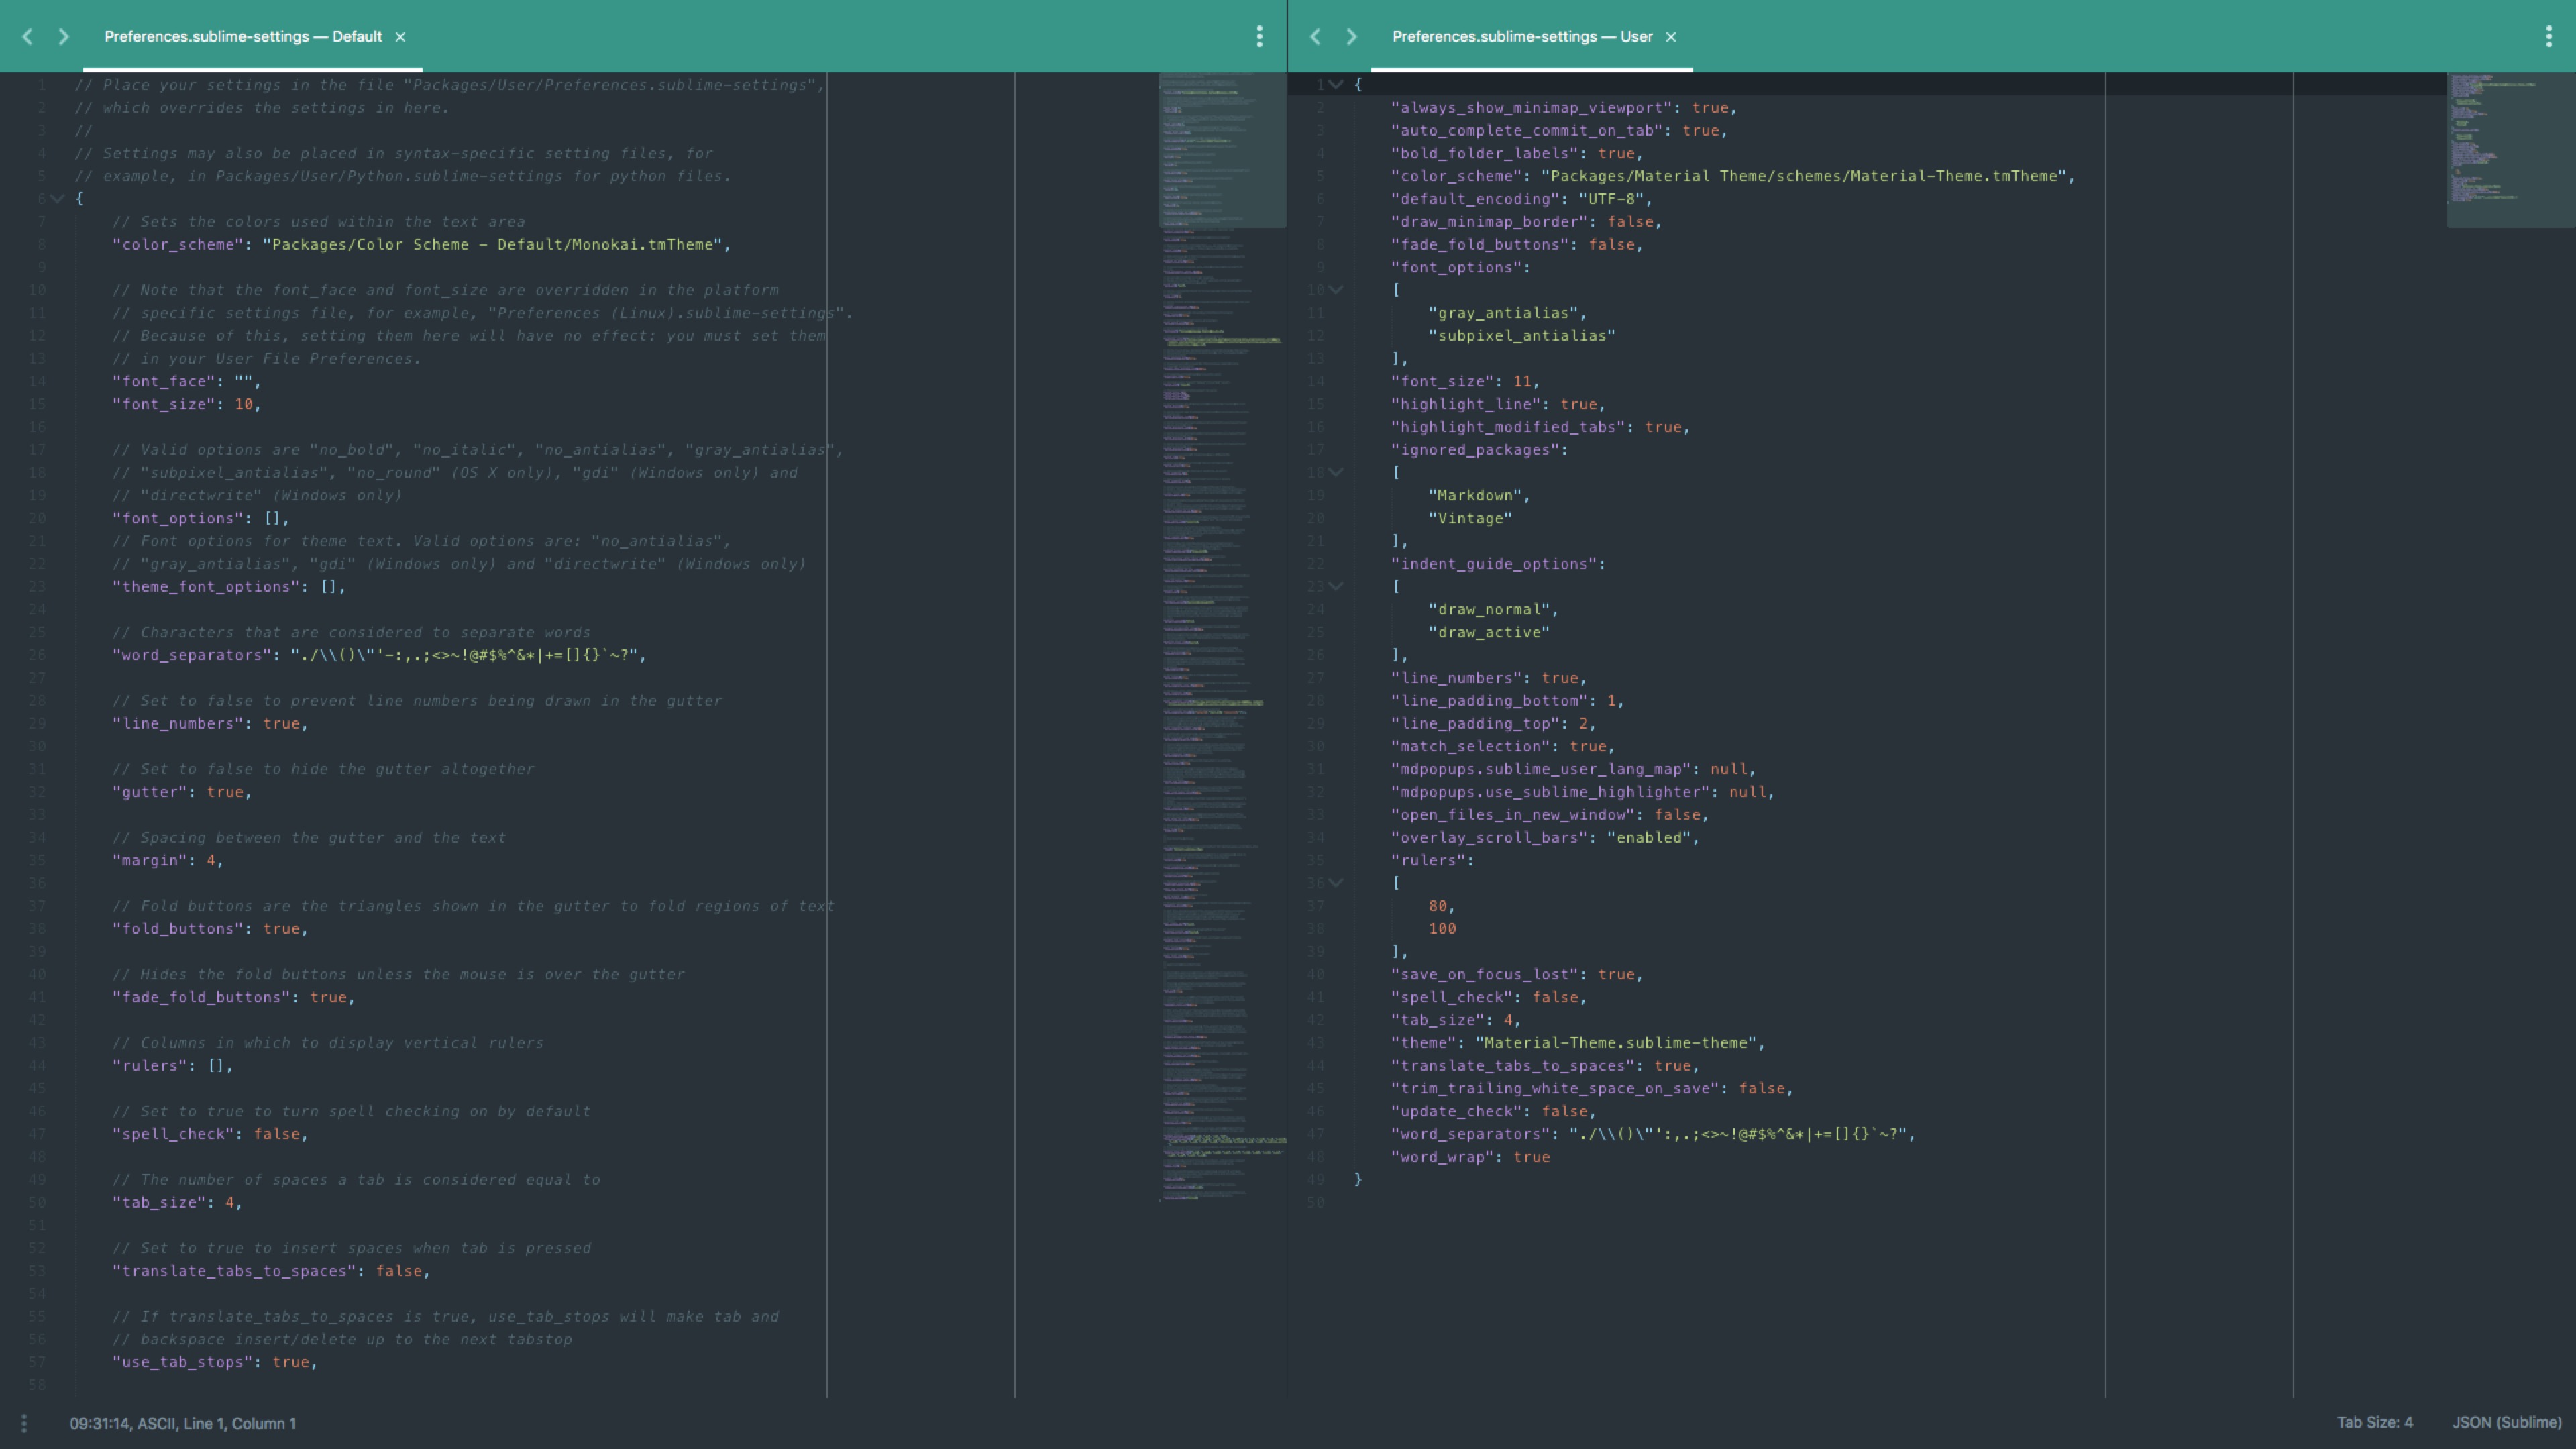 Preferences.sublime-settings — Default ×
1 // Place your settings in the file "Packages/User/Preferences.sublime-settings",
2 // which overrides the settings in here.
3 //
4 // Settings may also be placed in syntax-specific setting files, for
5 // example, in Packages/User/Python.sublime-settings for python files.
6 {
7 // Sets the colors used within the text area
8 "color_scheme": "Packages/Color Scheme - Default/Monokai.tmTheme",
9
10 // Note that the font_face and font_size are overridden in the platform
11 // specific settings file, for example, "Preferences (Linux).sublime-settings".
12 // Because of this, setting them here will have no effect: you must set them
13 // in your User File Preferences.
14 "font_face": "",
15 "font_size": 10,
16
17 // Valid options are "no_bold", "no_italic", "no_antialias", "gray_antialias",
18 // "subpixel_antialias", "no_round" (OS X only), "gdi" (Windows only) and
19 // "directwrite" (Windows only)
20 "font_options": [],
21 // Font options for theme text. Valid options are: "no_antialias",
22 // "gray_antialias", "gdi" (Windows only) and "directwrite" (Windows only)
23 "theme_font_options": [],
24
25 // Characters that are considered to separate words
26 "word_separators": "./\\()\"'-:,.;<>~!@#$%^&*|+=[]{}`~?",
27
28 // Set to false to prevent line numbers being drawn in the gutter
29 "line_numbers": true,
30
31 // Set to false to hide the gutter altogether
32 "gutter": true,
33
34 // Spacing between the gutter and the text
35 "margin": 4,
36
37 // Fold buttons are the triangles shown in the gutter to fold regions of text
38 "fold_buttons": true,
39
40 // Hides the fold buttons unless the mouse is over the gutter
41 "fade_fold_buttons": true,
42
43 // Columns in which to display vertical rulers
44 "rulers": [],
45
46 // Set to true to turn spell checking on by default
47 "spell_check": false,
48
49 // The number of spaces a tab is considered equal to
50 "tab_size": 4,
51
52 // Set to true to insert spaces when tab is pressed
53 "translate_tabs_to_spaces": false,
54
55 // If translate_tabs_to_spaces is true, use_tab_stops will make tab and
56 // backspace insert/delete up to the next tabstop
57 "use_tab_stops": true,
58
Preferences.sublime-settings — User ×
1 {
2 "always_show_minimap_viewport": true,
3 "auto_complete_commit_on_tab": true,
4 "bold_folder_labels": true,
5 "color_scheme": "Packages/Material Theme/schemes/Material-Theme.tmTheme",
6 "default_encoding": "UTF-8",
7 "draw_minimap_border": false,
8 "fade_fold_buttons": false,
9 "font_options":
10 [
11 "gray_antialias",
12 "subpixel_antialias"
13 ],
14 "font_size": 11,
15 "highlight_line": true,
16 "highlight_modified_tabs": true,
17 "ignored_packages":
18 [
19 "Markdown",
20 "Vintage"
21 ],
22 "indent_guide_options":
23 [
24 "draw_normal",
25 "draw_active"
26 ],
27 "line_numbers": true,
28 "line_padding_bottom": 1,
29 "line_padding_top": 2,
30 "match_selection": true,
31 "mdpopups.sublime_user_lang_map": null,
32 "mdpopups.use_sublime_highlighter": null,
33 "open_files_in_new_window": false,
34 "overlay_scroll_bars": "enabled",
35 "rulers":
36 [
37 80,
38 100
39 ],
40 "save_on_focus_lost": true,
41 "spell_check": false,
42 "tab_size": 4,
43 "theme": "Material-Theme.sublime-theme",
44 "translate_tabs_to_spaces": true,
45 "trim_trailing_white_space_on_save": false,
46 "update_check": false,
47 "word_separators": "./\\()\"':,.;<>~!@#$%^&*|+=[]{}`~?",
48 "word_wrap": true
49 }
50
09:31:14, ASCII, Line 1, Column 1
Tab Size: 4 JSON (Sublime)